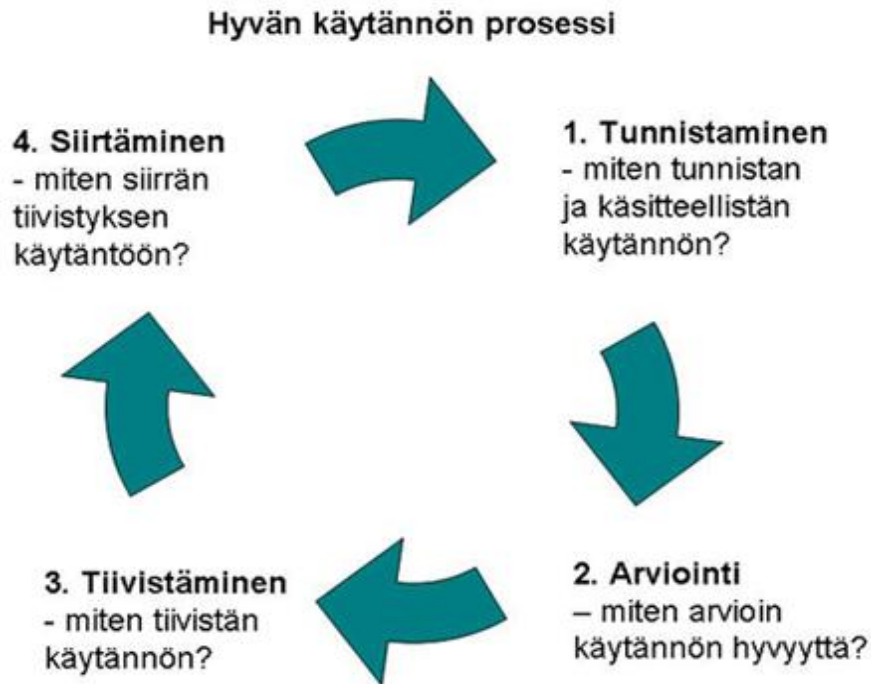 Hyvän käytännön prosessi
1. Tunnistaminen
- miten tunnistan
ja käsitteellistän
käytännön?
2. Arviointi
– miten arvioin
käytännön hyvyyttä?
3. Tiivistäminen
- miten tiivistän
käytännön?
4. Siirtäminen
- miten siirrän
tiivistyksen
käytäntöön?